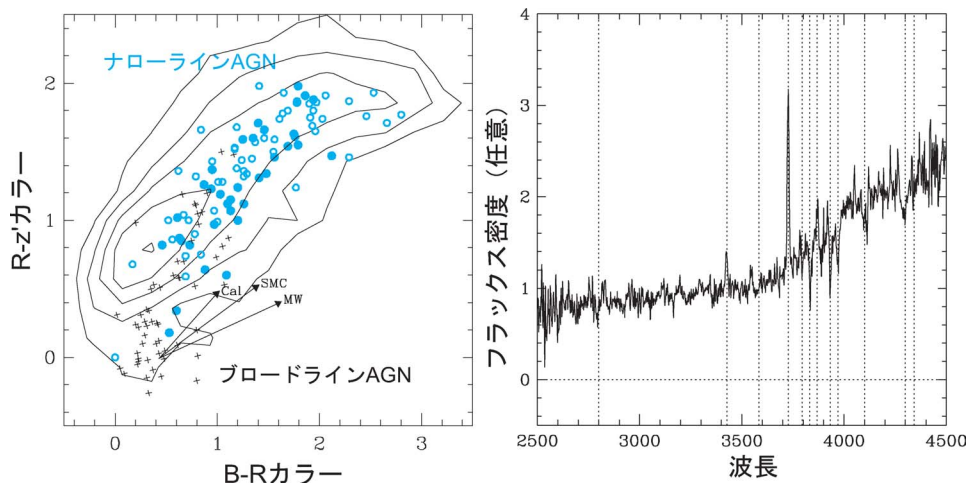 ナローラインAGN
Cal
SMC
MW
ブロードラインAGN
R-z'カラー
2
1
0
0
1
2
3
B-Rカラー
フラックス密度 (任意)
4
3
2
1
0
2500
3000
3500
4000
4500
波長